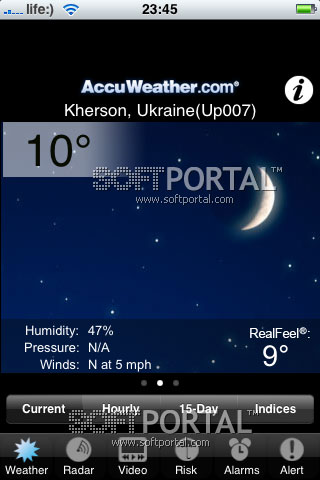 life:) 23:45
AccuWeather.com®
i
Kherson, Ukraine(Up007)
10°
SOFTPORTAL™
www.softportal.com
Humidity: 47%
Pressure: N/A
Winds: N at 5 mph
RealFeel®:
9°
Current Hourly 15-Day Indices
SOFTPORTAL™
www.softportal.com
Weather Radar Video Risk Alarms Alert